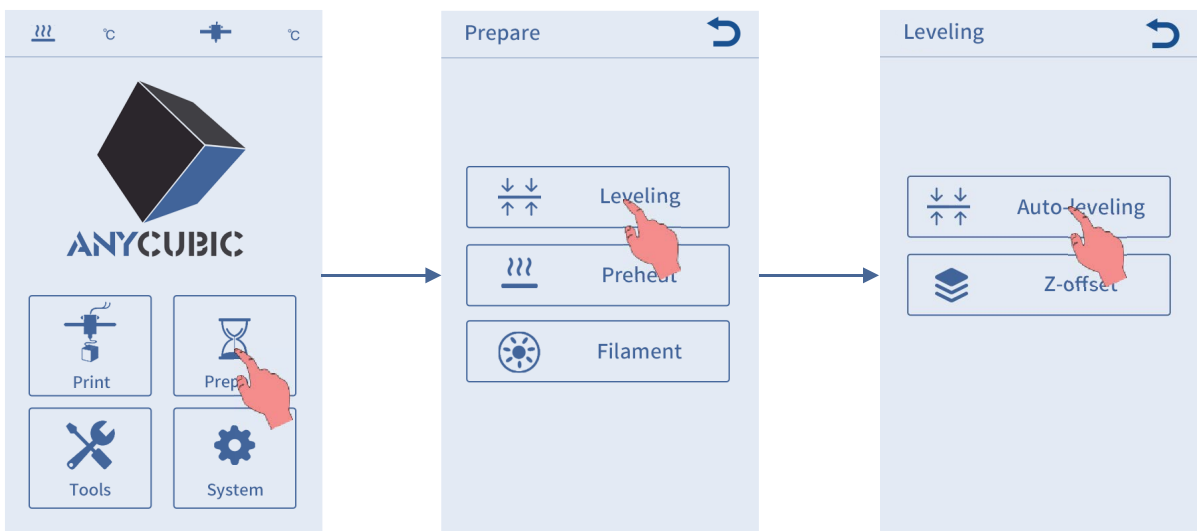 ℃
℃
ANYCUBIC
Print
Tools
System
Prepare
Leveling
Preheat
Filament
Leveling
Auto-leveling
Z-offset